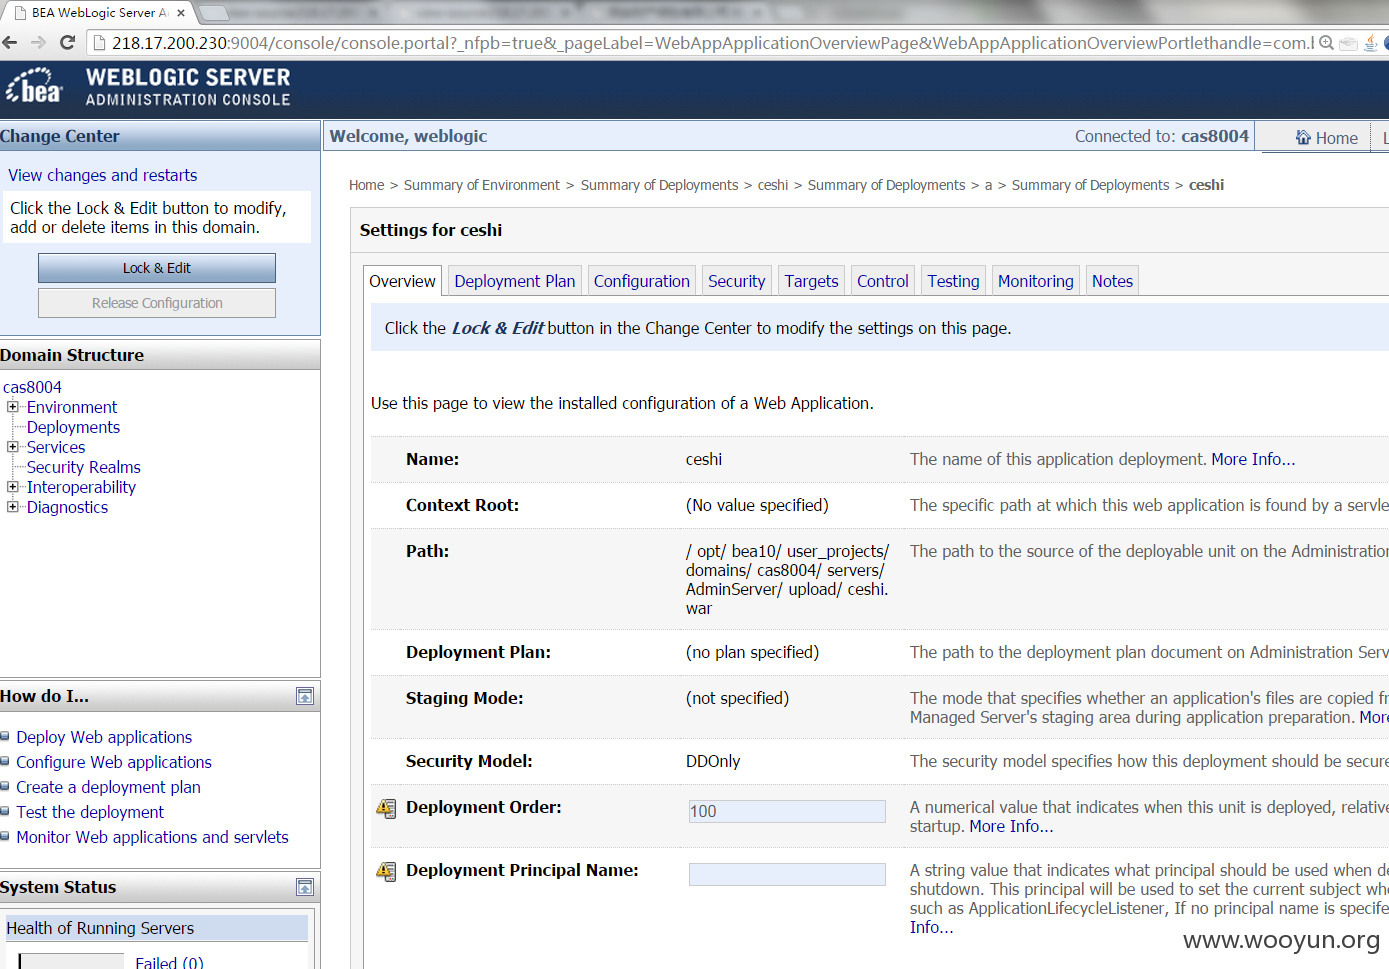 BEA WebLogic Server A
218.17.200.230:9004/console/console.portal?_nfpb=true&_pageLabel=WebAppApplicationOverviewPage&WebAppApplicationOverviewPortlethandle=com.
bea
WEBLOGIC SERVER
ADMINISTRATION CONSOLE
Change Center
View changes and restarts
Click the Lock & Edit button to modify,
add or delete items in this domain.
Lock & Edit
Release Configuration
Domain Structure
cas8004
Environment
Deployments
Services
Security Realms
Interoperability
Diagnostics
How do I...
Deploy Web applications
Configure Web applications
Create a deployment plan
Test the deployment
Monitor Web applications and servlets
System Status
Health of Running Servers
Failed (0)
Welcome, weblogic
Connected to: cas8004
Home
Home > Summary of Environment > Summary of Deployments > ceshi > Summary of Deployments > a > Summary of Deployments > ceshi
Settings for ceshi
Overview Deployment Plan Configuration Security Targets Control Testing Monitoring Notes
Click the Lock & Edit button in the Change Center to modify the settings on this page.
Use this page to view the installed configuration of a Web Application.
Name: ceshi The name of this application deployment. More Info...
Context Root: (No value specified) The specific path at which this web application is found by a servle
Path: / opt/ bea10/ user_projects/ The path to the source of the deployable unit on the Administratio
domains/ cas8004/ servers/
AdminServer/ upload/ ceshi.
war
Deployment Plan: (no plan specified) The path to the deployment plan document on Administration Serv
Staging Mode: (not specified) The mode that specifies whether an application's files are copied fr
Managed Server's staging area during application preparation. More
Security Model: DDOnly The security model specifies how this deployment should be secure
Deployment Order: 100 A numerical value that indicates when this unit is deployed, relative
startup. More Info...
Deployment Principal Name: A string value that indicates what principal should be used when de
shutdown. This principal will be used to set the current subject whe
such as ApplicationLifecycleListener, If no principal name is specife
Info...
www.wooyun.org